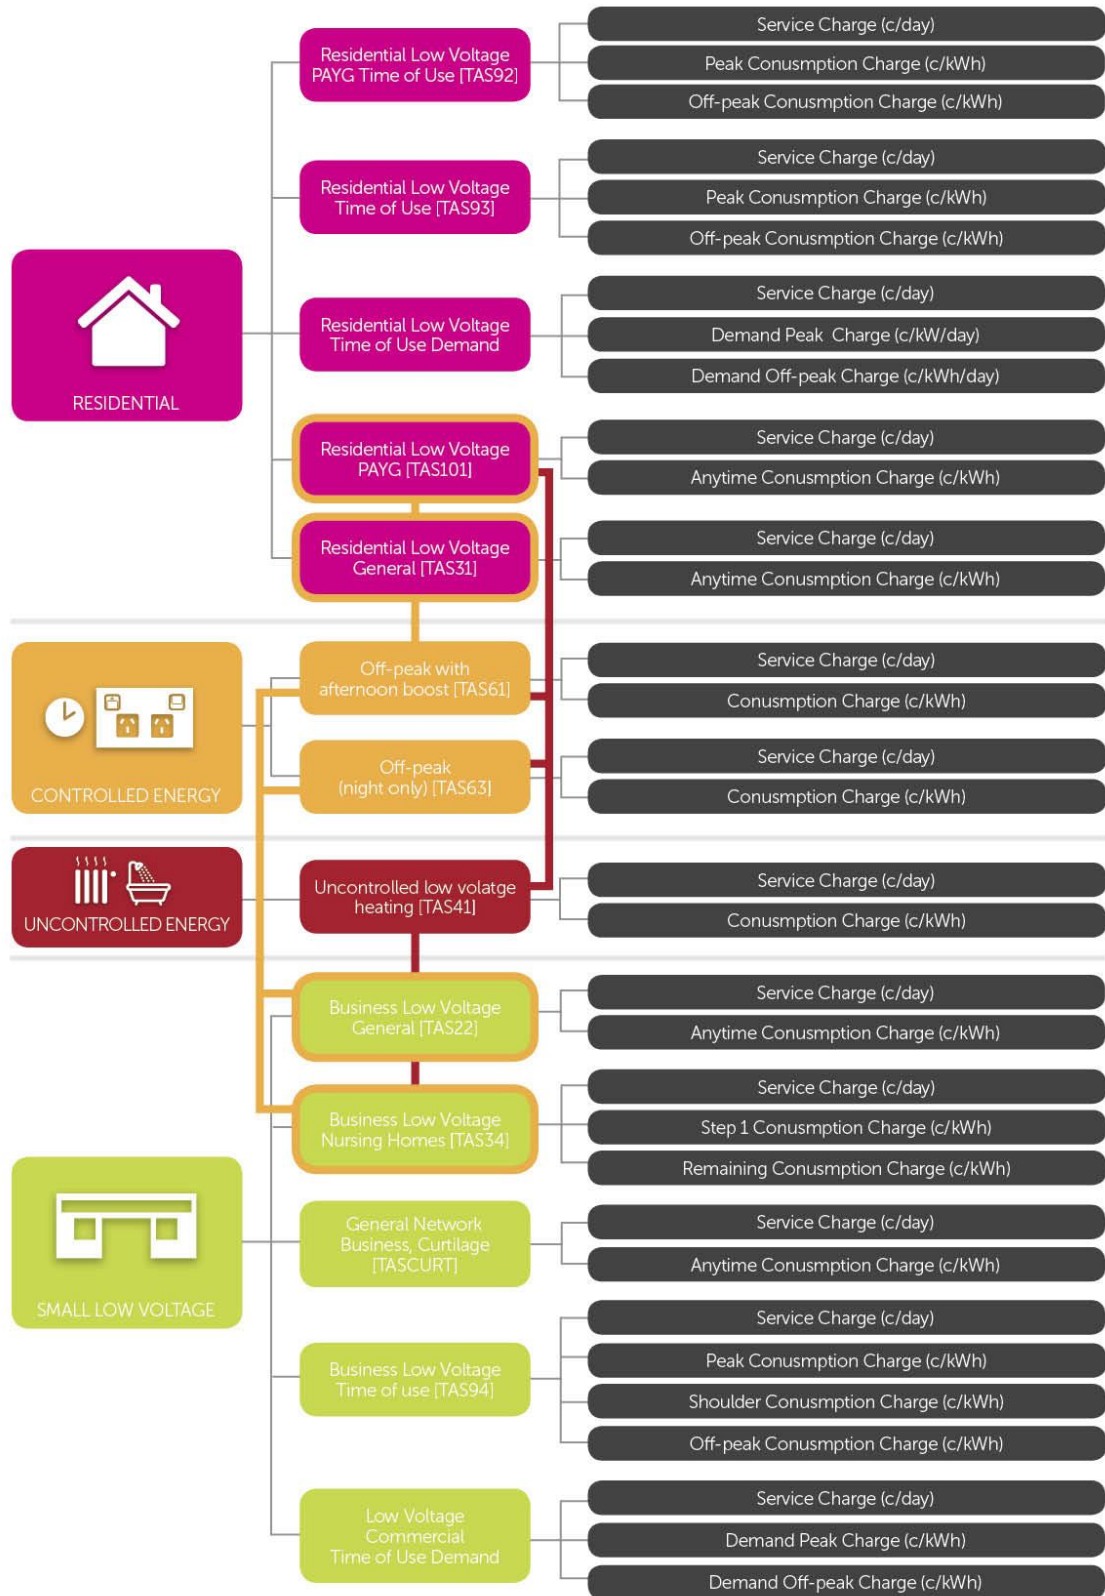 Residential Low Voltage
PAYG Time of Use [TAS92]
Service Charge (c/day)
Peak Conusmption Charge (c/kWh)
Off-peak Conusmption Charge (c/kWh)
Residential Low Voltage
Time of Use [TAS93]
Service Charge (c/day)
Peak Conusmption Charge (c/kWh)
Off-peak Conusmption Charge (c/kWh)
RESIDENTIAL
Residential Low Voltage
Time of Use Demand
Service Charge (c/day)
Demand Peak Charge (c/kW/day)
Demand Off-peak Charge (c/kWh/day)
Residential Low Voltage
PAYG [TAS101]
Service Charge (c/day)
Anytime Conusmption Charge (c/kWh)
Residential Low Voltage
General [TAS31]
Service Charge (c/day)
Anytime Conusmption Charge (c/kWh)
CONTROLLED ENERGY
Off-peak with
afternoon boost [TAS61]
Service Charge (c/day)
Conusmption Charge (c/kWh)
Off-peak
(night only) [TAS63]
Service Charge (c/day)
Conusmption Charge (c/kWh)
UNCONTROLLED ENERGY
Uncontrolled low volatge
heating [TAS41]
Service Charge (c/day)
Conusmption Charge (c/kWh)
Business Low Voltage
General [TAS22]
Service Charge (c/day)
Anytime Conusmption Charge (c/kWh)
Business Low Voltage
Nursing Homes [TAS34]
Service Charge (c/day)
Step 1 Conusmption Charge (c/kWh)
Remaining Conusmption Charge (c/kWh)
SMALL LOW VOLTAGE
General Network
Business, Curtilage
[TASCURT]
Service Charge (c/day)
Anytime Conusmption Charge (c/kWh)
Business Low Voltage
Time of use [TAS94]
Service Charge (c/day)
Peak Conusmption Charge (c/kWh)
Shoulder Conusmption Charge (c/kWh)
Off-peak Conusmption Charge (c/kWh)
Low Voltage
Commercial
Time of Use Demand
Service Charge (c/day)
Demand Peak Charge (c/kWh)
Demand Off-peak Charge (c/kWh)